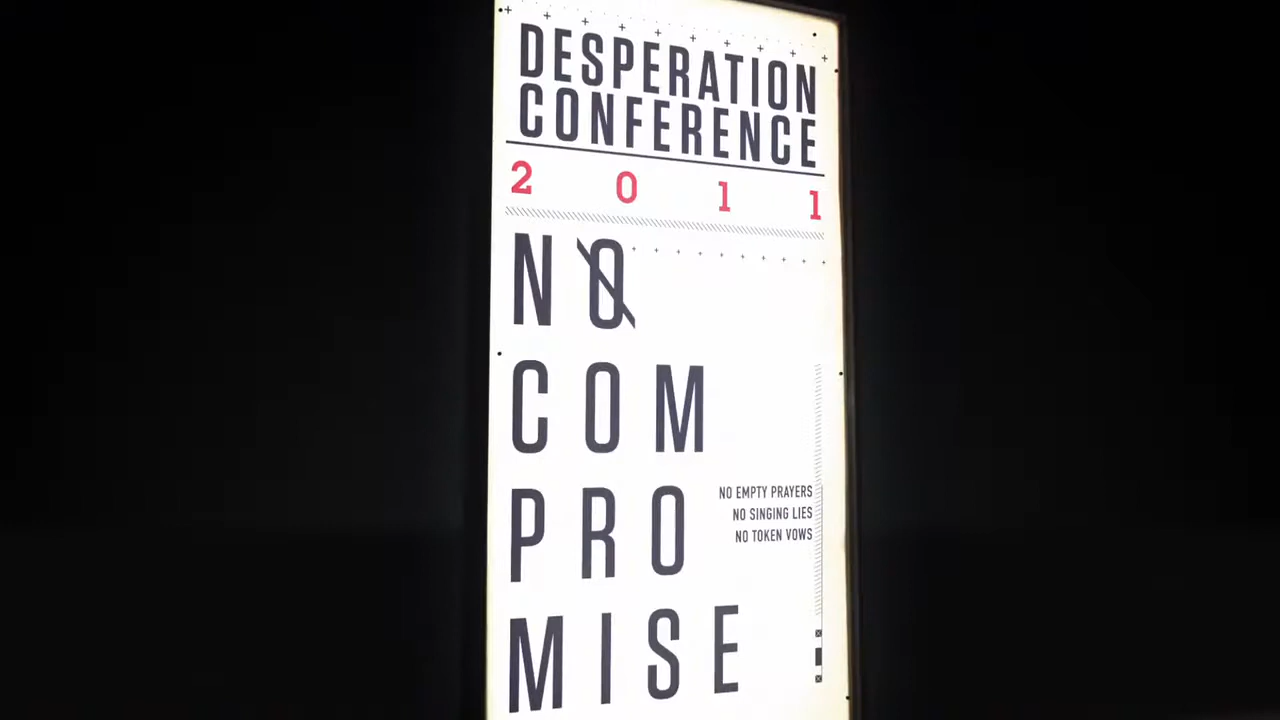 DESPERATION
CONFERENCE
2 0 1 1
NO
COM
PRO
NO EMPTY PRAYERS
NO SINGING LIES
NO TOKEN VOWS
MISE